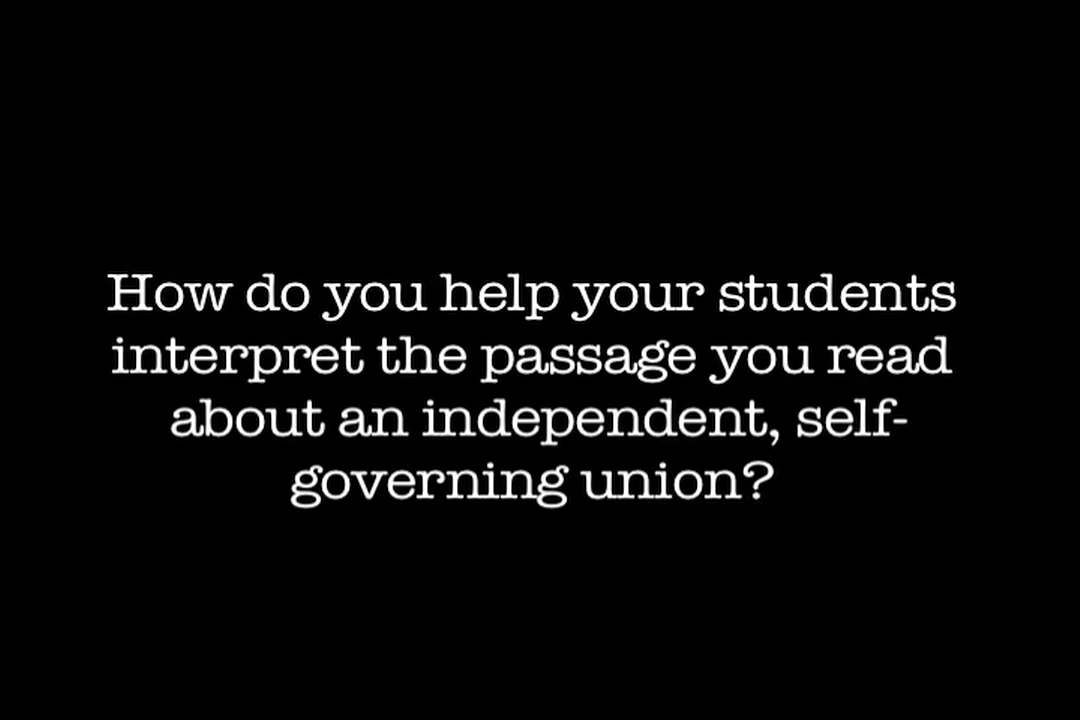 How do you help your students
interpret the passage you read
about an independent, self-
governing union?